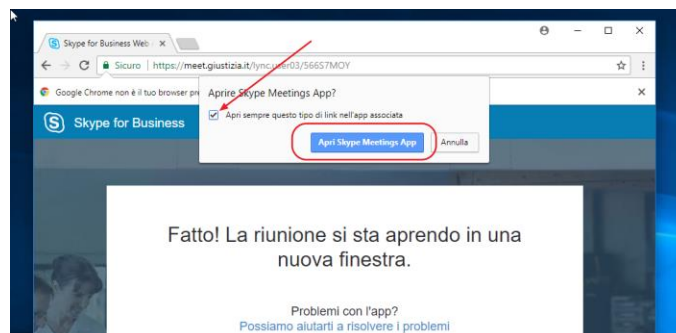 Skype for Business Web
Sicuro | https://meet.giustizia.it/lync.user03/566S7MOY
Google Chrome non è il tuo browser pre
Aprire Skype Meetings App?
Apri sempre questo tipo di link nell'app associata
Apri Skype Meetings App
Annulla
Skype for Business
Fatto! La riunione si sta aprendo in una
nuova finestra.
Problemi con l'app?
Possiamo aiutarti a risolvere i problemi